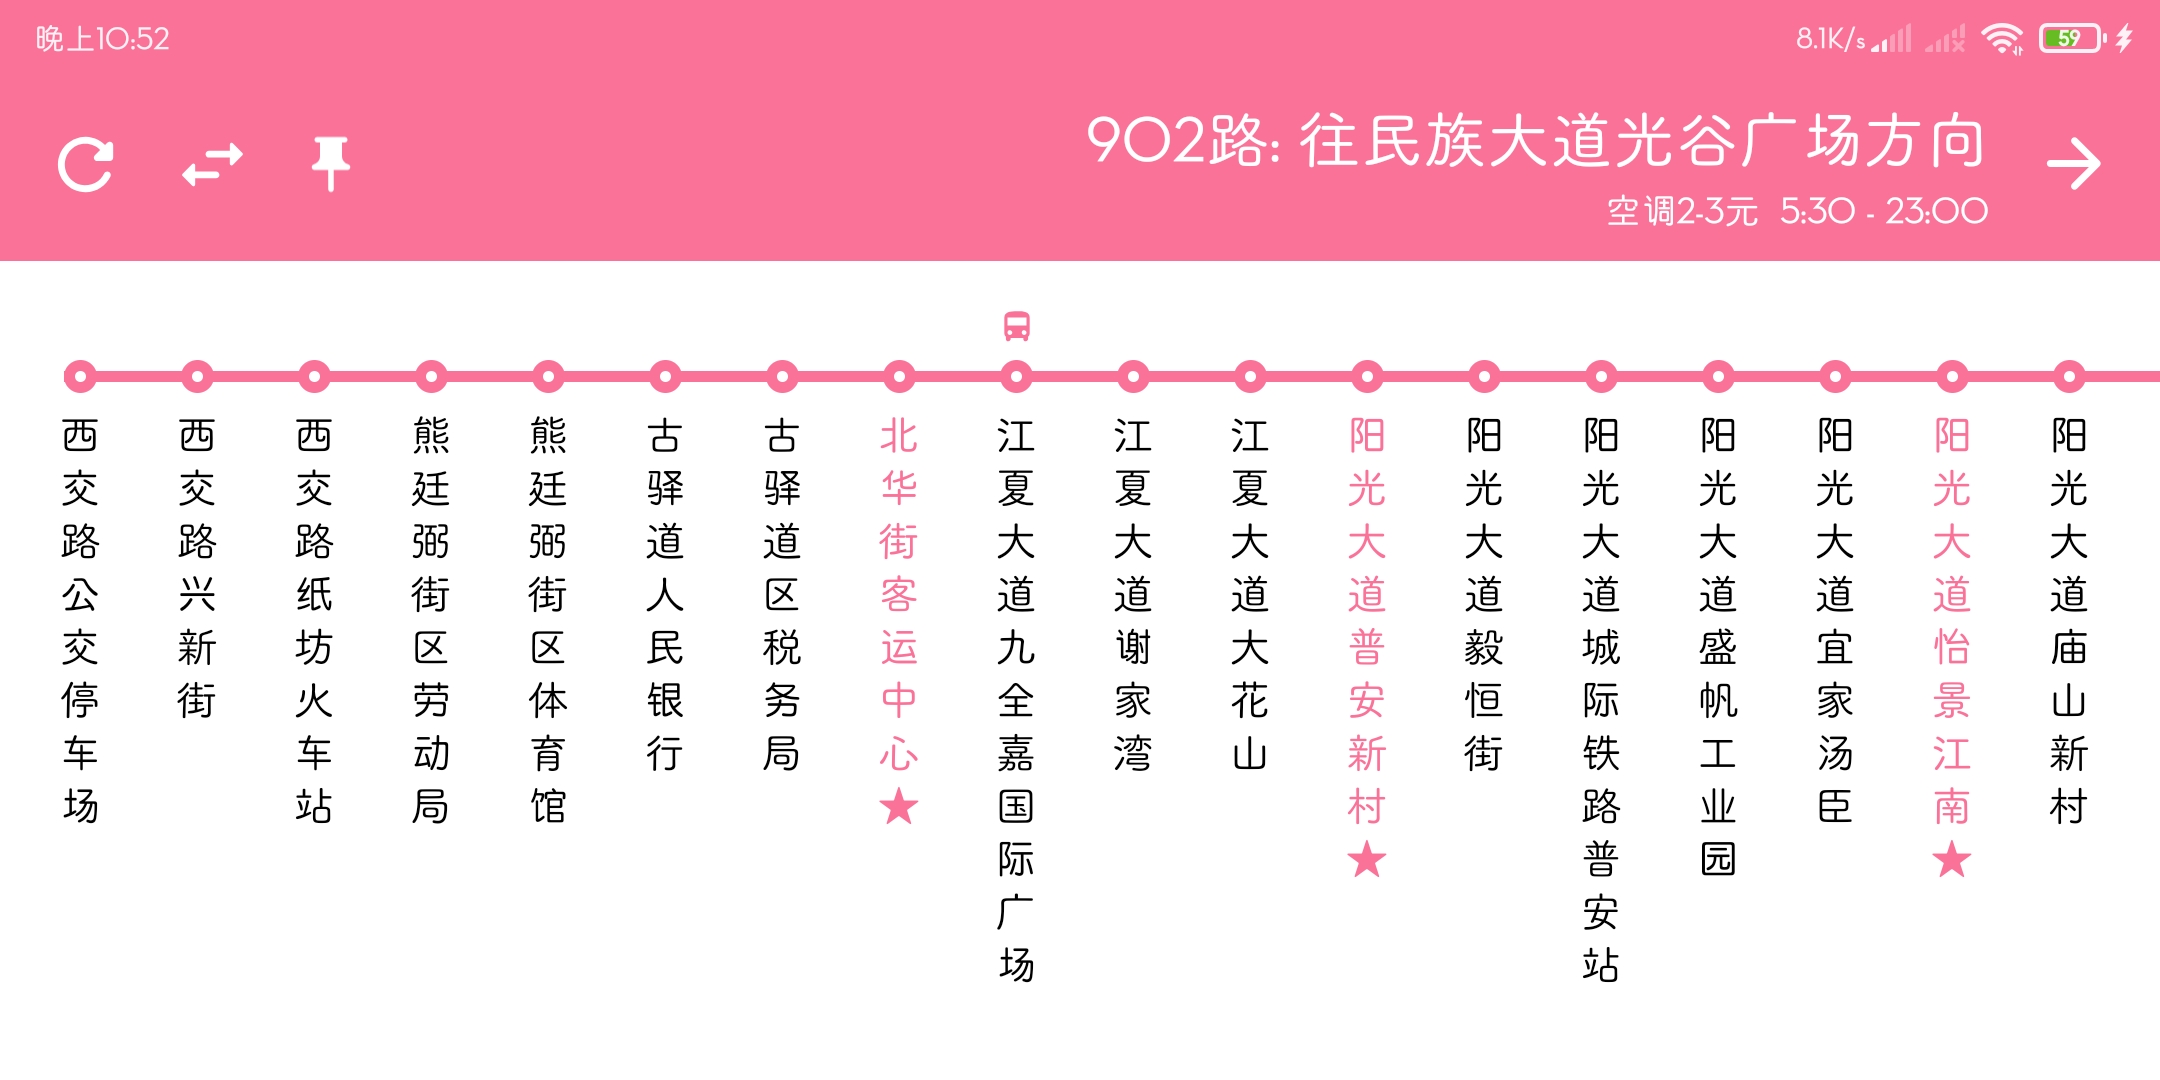 晚上10:52
8.1K/s
59
902路: 往民族大道光谷广场方向
空调2-3元 5:30 - 23:00
西交路公交停车场
西交路兴新街
西交路纸坊火车站
熊廷弼街区劳动局
熊廷弼街区体育馆
古驿道人民银行
古驿道区税务局
北华街客运中心★
江夏大道九全嘉国际广场
江夏大道谢家湾
江夏大道大花山
阳光大道普安新村★
阳光大道毅恒街
阳光大道城际铁路普安站
阳光大道盛帆工业园
阳光大道宜家汤臣
阳光大道怡景江南★
阳光大道庙山新村